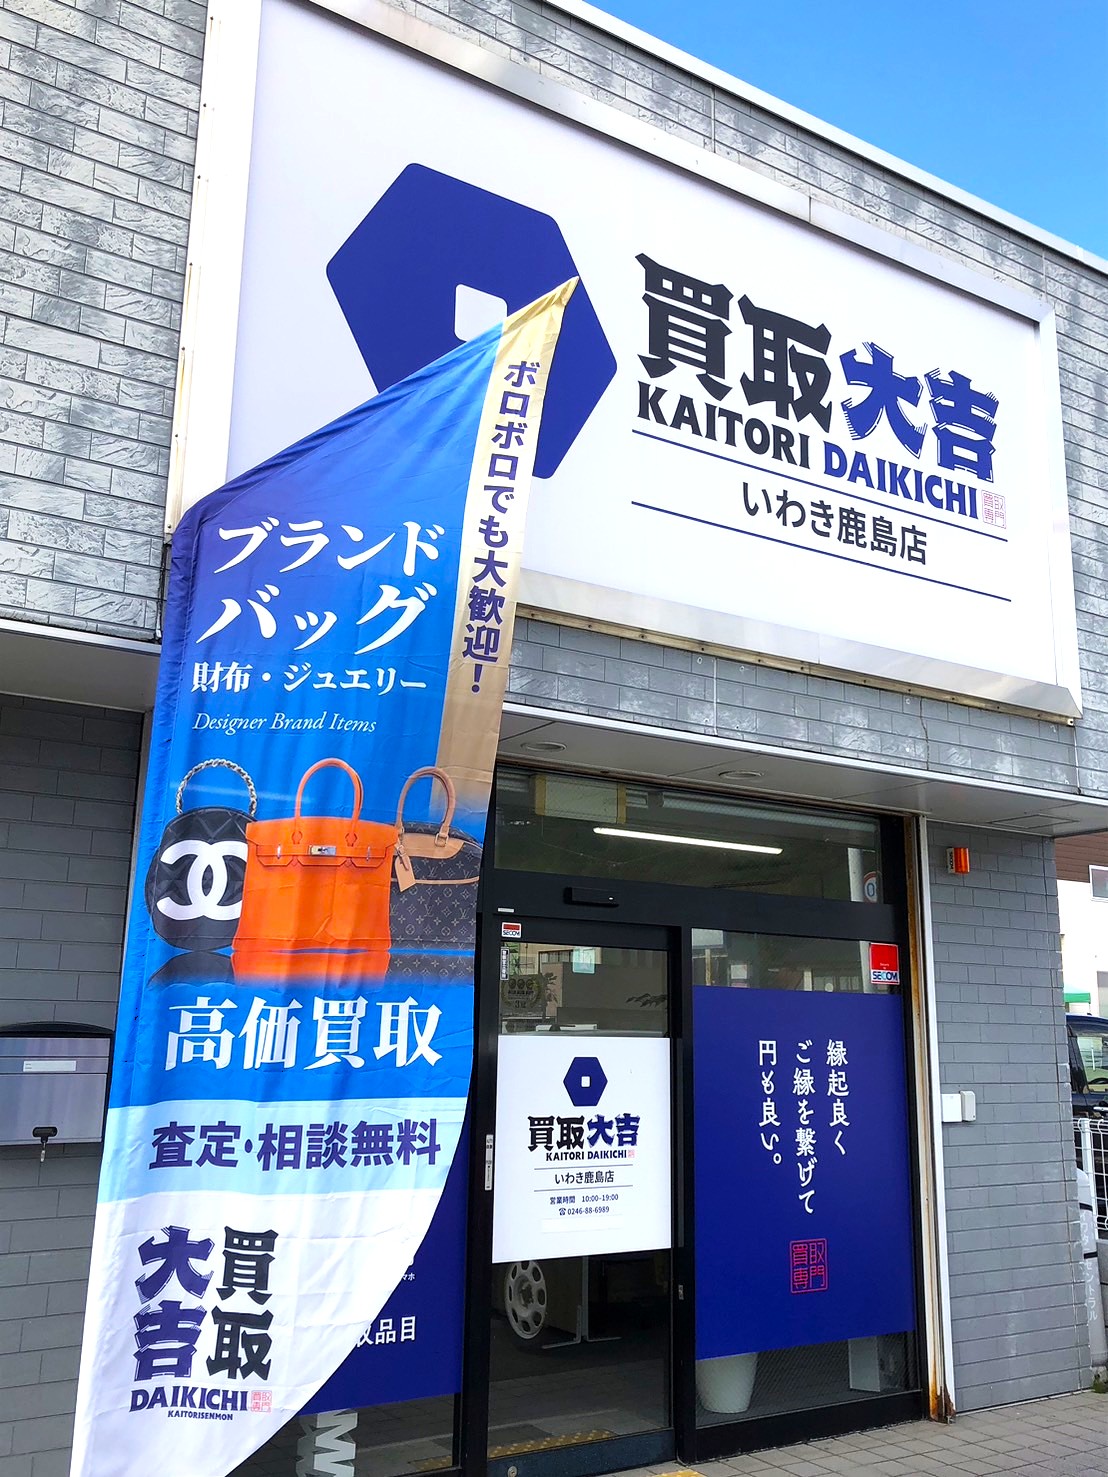 買取大吉
KAITORI DAIKICHI
買取専門
いわき鹿島店
ボロボロでも大歓迎！
ブランド
バッグ
財布・ジュエリー
Designer Brand Items
高価買取
査定・相談無料
買取
大吉
DAIKICHI
買取専門
KAITORISENMON
SECOM
SECOM
買取大吉
KAITORI DAIKICHI
いわき鹿島店
営業時間 10:00-19:00
☎0246-88-6989
縁起良く
ご縁を繋げて
円も良い。
買取専門
マホ
取品目